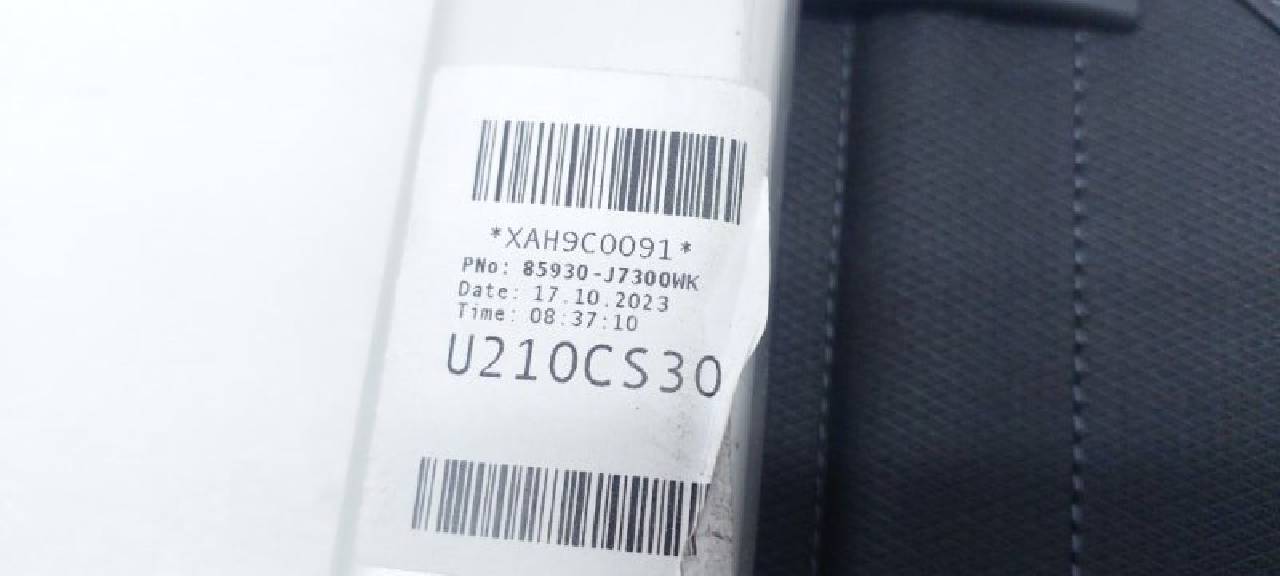 *XAH9C0091*
PNo: 85930-J7300WK
Date: 17.10.2023
Time: 08:37:10
U210CS30